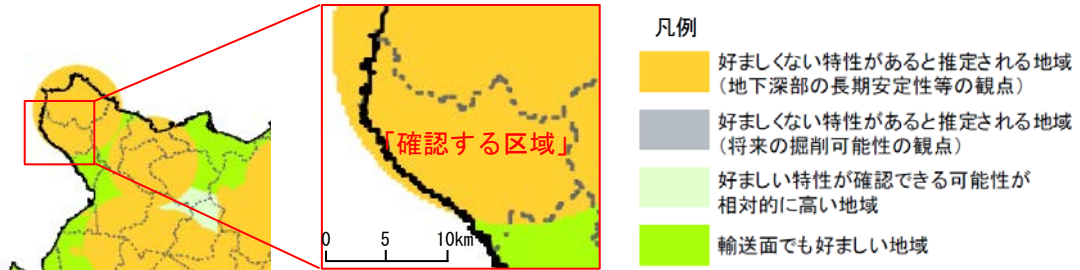 「確認する区域」
0 5 10km
凡例
好ましくない特性があると推定される地域
（地下深部の長期安定性等の観点）
好ましくない特性があると推定される地域
（将来の掘削可能性の観点）
好ましい特性が確認できる可能性が
相対的に高い地域
輸送面でも好ましい地域